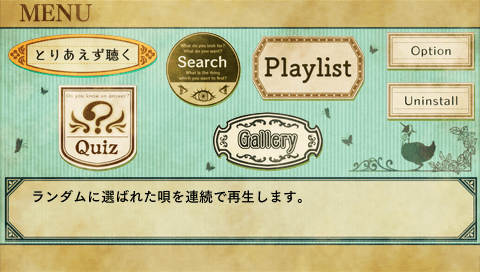 MENU
とりあえず聴く
What do you look for?
What do you want?
Search
What is the thing
which you want to find?
Playlist
Option
Uninstall
Do you know an answer?
Quiz
Gallery
ランダムに選ばれた唄を連続で再生します。